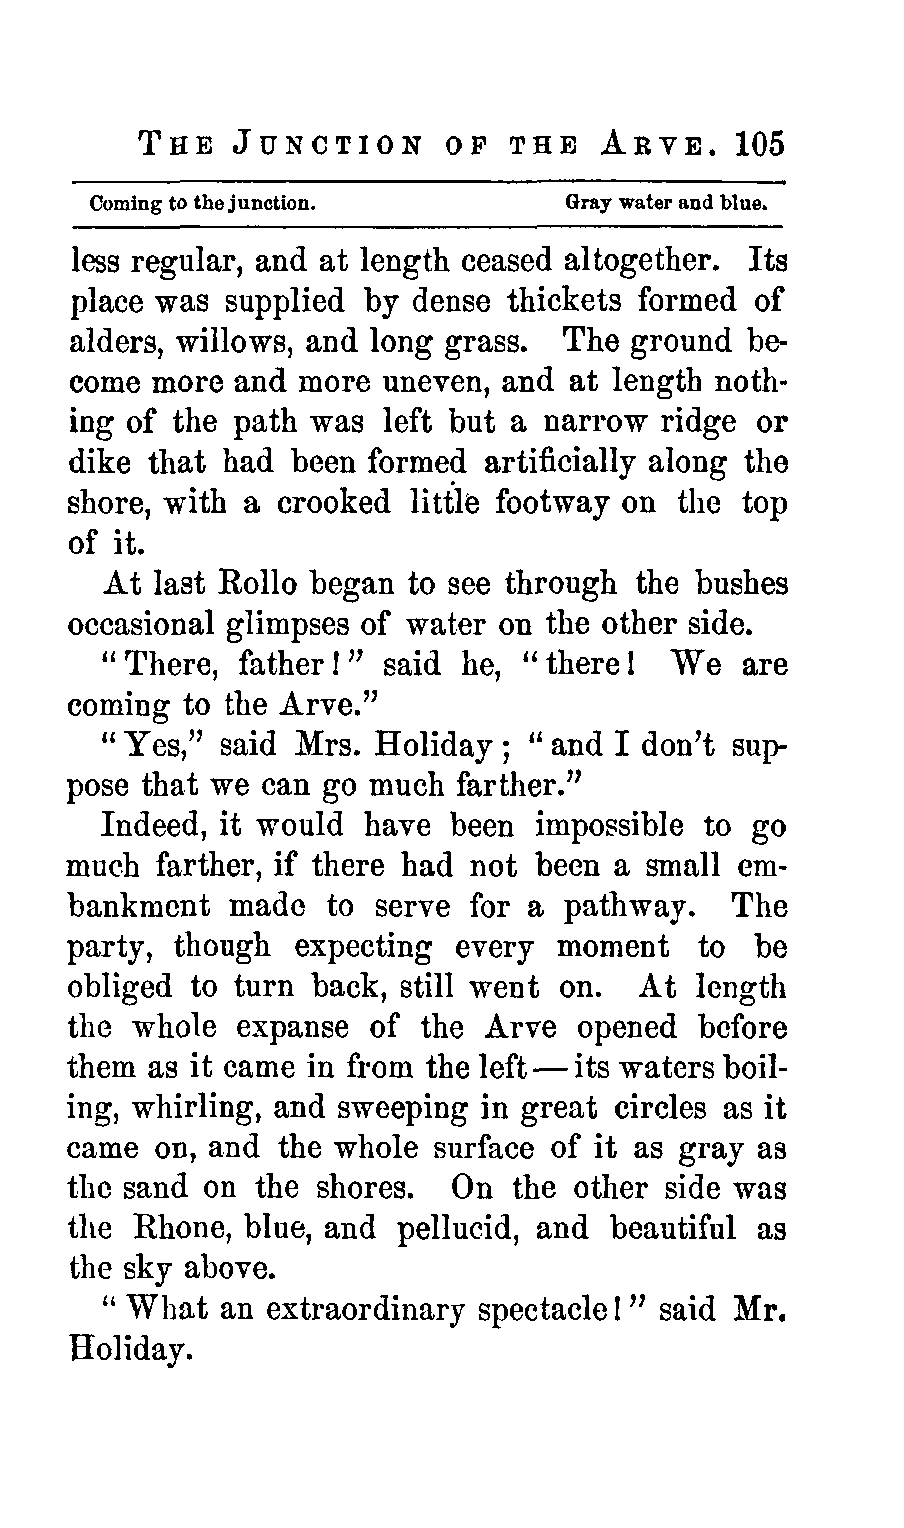 THE JUNCTION OF THE ARVE. 105
Coming to the junction. Gray water and blue.
less regular, and at length ceased altogether. Its
place was supplied by dense thickets formed of
alders, willows, and long grass. The ground be-
come more and more uneven, and at length noth-
ing of the path was left but a narrow ridge or
dike that had been formed artificially along the
shore, with a crooked little footway on the top
of it.
At last Rollo began to see through the bushes
occasional glimpses of water on the other side.
"There, father!" said he, "there! We are
coming to the Arve."
"Yes," said Mrs. Holiday; "and I don't sup-
pose that we can go much farther."
Indeed, it would have been impossible to go
much farther, if there had not been a small em-
bankment made to serve for a pathway. The
party, though expecting every moment to be
obliged to turn back, still went on. At length
the whole expanse of the Arve opened before
them as it came in from the left—its waters boil-
ing, whirling, and sweeping in great circles as it
came on, and the whole surface of it as gray as
the sand on the shores. On the other side was
the Rhone, blue, and pellucid, and beautiful as
the sky above.
"What an extraordinary spectacle!" said Mr.
Holiday.